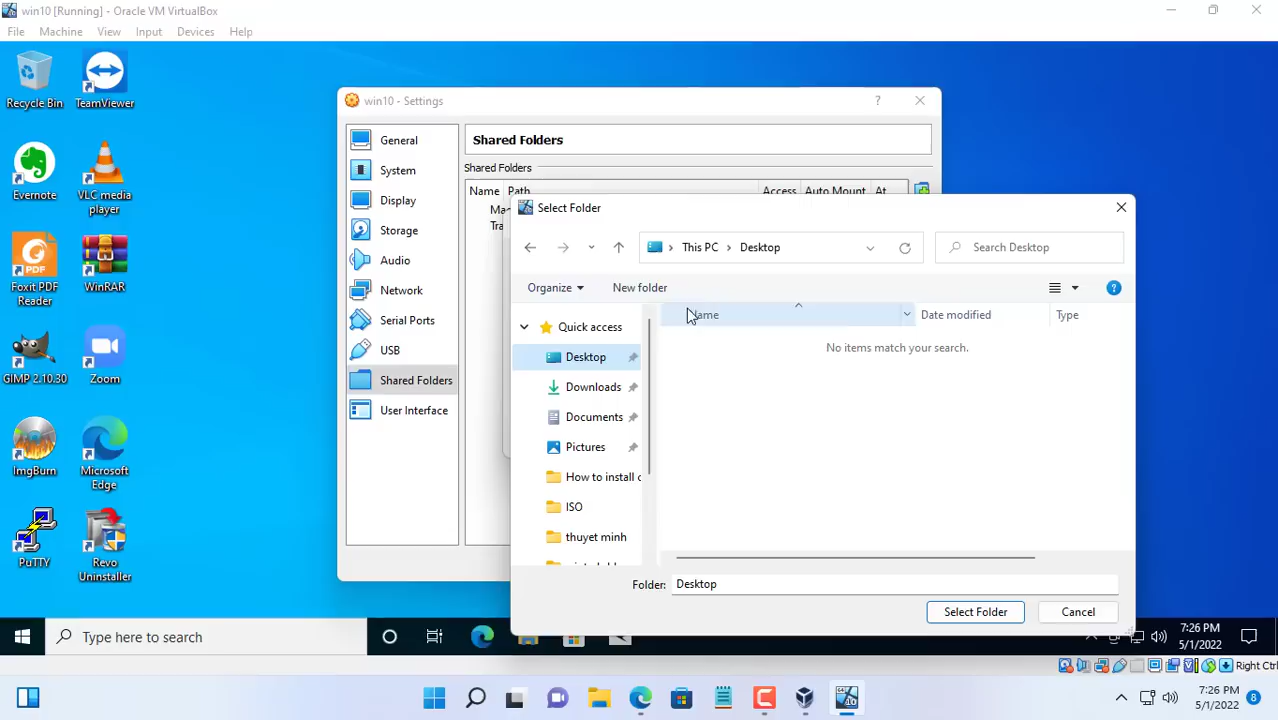 win10 [Running] - Oracle VM VirtualBox
File Machine View Input Devices Help
Recycle Bin
TeamViewer
Evernote
VLC media
player
Foxit PDF
Reader
WinRAR
GIMP 2.10.30
Zoom
ImgBurn
Microsoft
Edge
PuTTY
Revo
Uninstaller
win10 - Settings
?
General
System
Display
Storage
Audio
Network
Serial Ports
USB
Shared Folders
User Interface
Shared Folders
Shared Folders
Name Path Access Auto Mount At
Ma
Tra
Select Folder
This PC > Desktop
Search Desktop
Organize New folder
?
Quick access
Desktop
Downloads
Documents
Pictures
How to install c
ISO
thuyet minh
Name Date modified Type
No items match your search.
Folder: Desktop
Select Folder Cancel
Type here to search
7:26 PM
5/1/2022
Right Ctrl
7:26 PM
5/1/2022
8